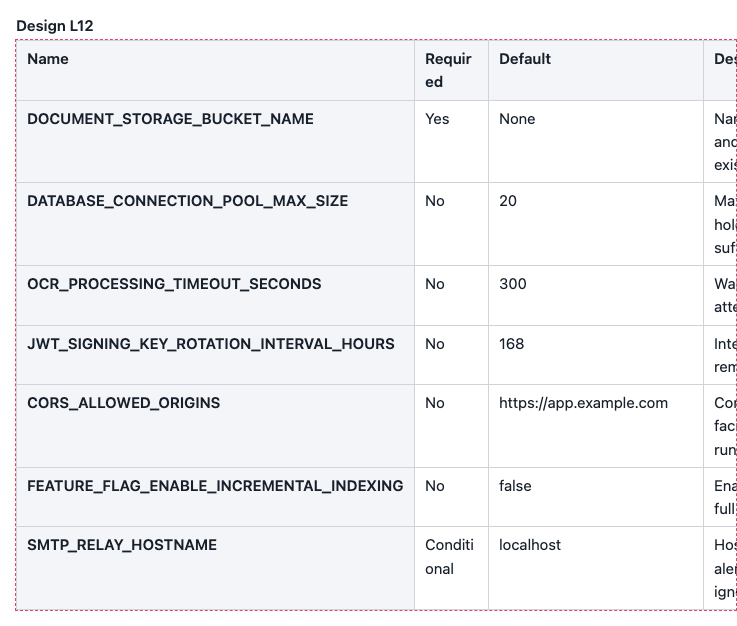 Design L12
Name Requir Default
ed
DOCUMENT_STORAGE_BUCKET_NAME Yes None
DATABASE_CONNECTION_POOL_MAX_SIZE No 20
OCR_PROCESSING_TIMEOUT_SECONDS No 300
JWT_SIGNING_KEY_ROTATION_INTERVAL_HOURS No 168
CORS_ALLOWED_ORIGINS No https://app.example.com
FEATURE_FLAG_ENABLE_INCREMENTAL_INDEXING No false
SMTP_RELAY_HOSTNAME Conditi localhost
onal